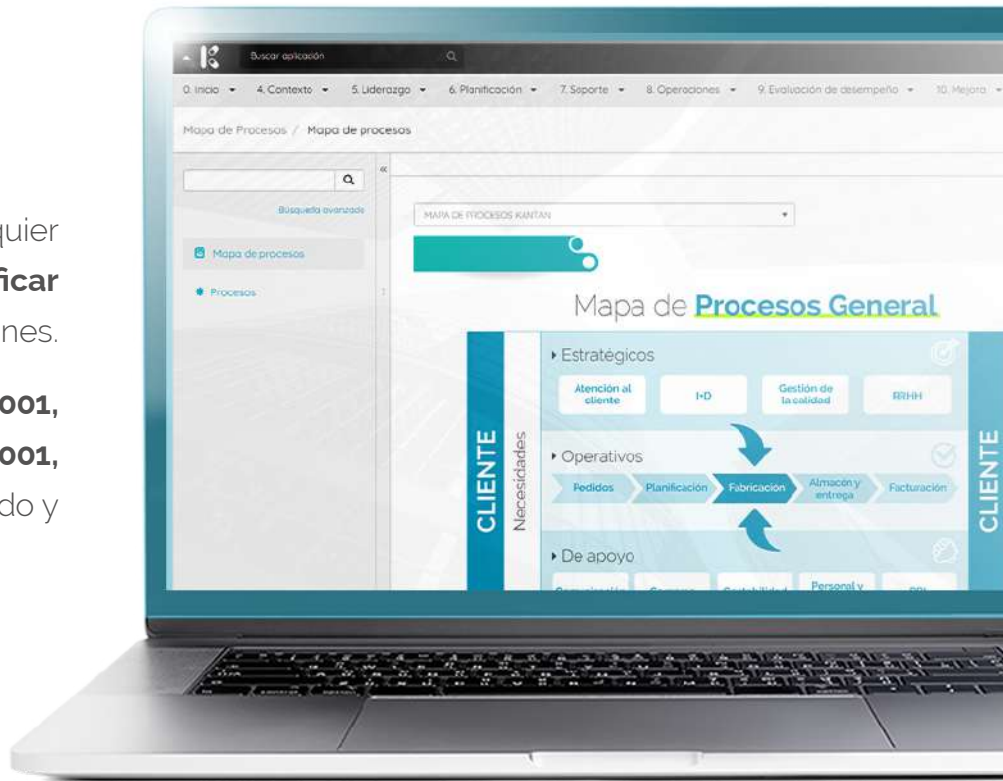 quier
ficar
nes.
001,
001,
do y
Buscar aplicación
0. Inicio 4. Contexto 5. Liderazgo 6. Planificación 7. Soporte 8. Operaciones 9. Evaluación de desempeño 10. Mejora
Mapa de Procesos / Mapa de procesos
Búsqueda avanzada
MAPA DE PROCESOS KANTAN
Mapa de procesos
Procesos
Mapa de Procesos General
CLIENTE
Necesidades
Estratégicos
Atención al
cliente
I+D
Gestión de
la calidad
RRHH
Operativos
Pedidos
Planificación
Fabricación
Almacén y
entrega
Facturación
De apoyo
Personal y
CLIENTE